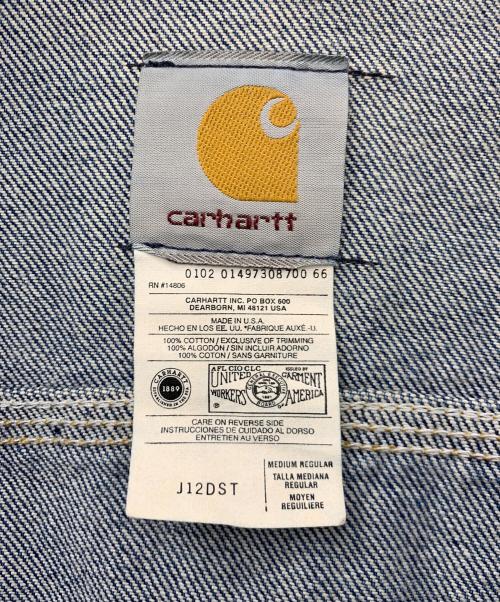 carhartt
0102 01497308700 66
RN #14806
CARHARTT INC. PO BOX 600
DEARBORN, MI 48121 USA
MADE IN U.S.A.
HECHO EN LOS EE. UU. *FABRIQUE AUXÉ.-U.
100% COTTON / EXCLUSIVE OF TRIMMING
100% ALGODÓN / SIN INCLUIR ADORNO
100% COTON / SANS GARNITURE
CARHARTT
1889
AFL CIO CLC
ISSUED BY
UNITED GARMENT
WORKERS AMERICA
CARE ON REVERSE SIDE
INSTRUCCIONES DE CUIDADO AL DORSO
ENTRETIEN AU VERSO
J12DST
MEDIUM REGULAR
TALLA MEDIANA
REGULAR
MOYEN
REGUILIERE